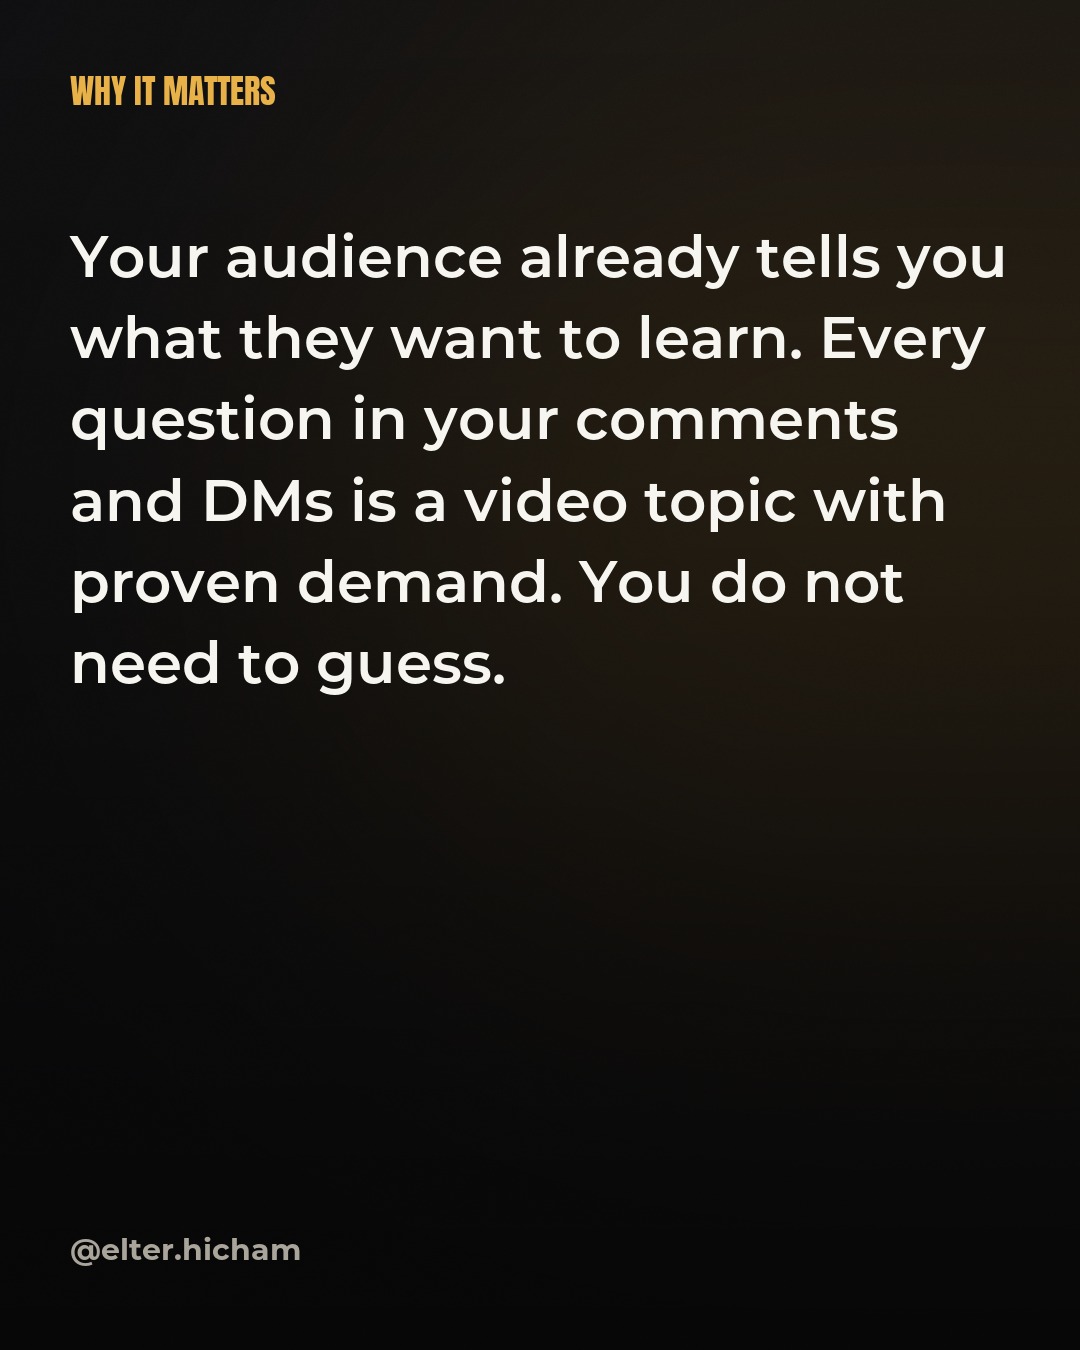 WHY IT MATTERS
Your audience already tells you
what they want to learn. Every
question in your comments
and DMs is a video topic with
proven demand. You do not
need to guess.
@elter.hicham